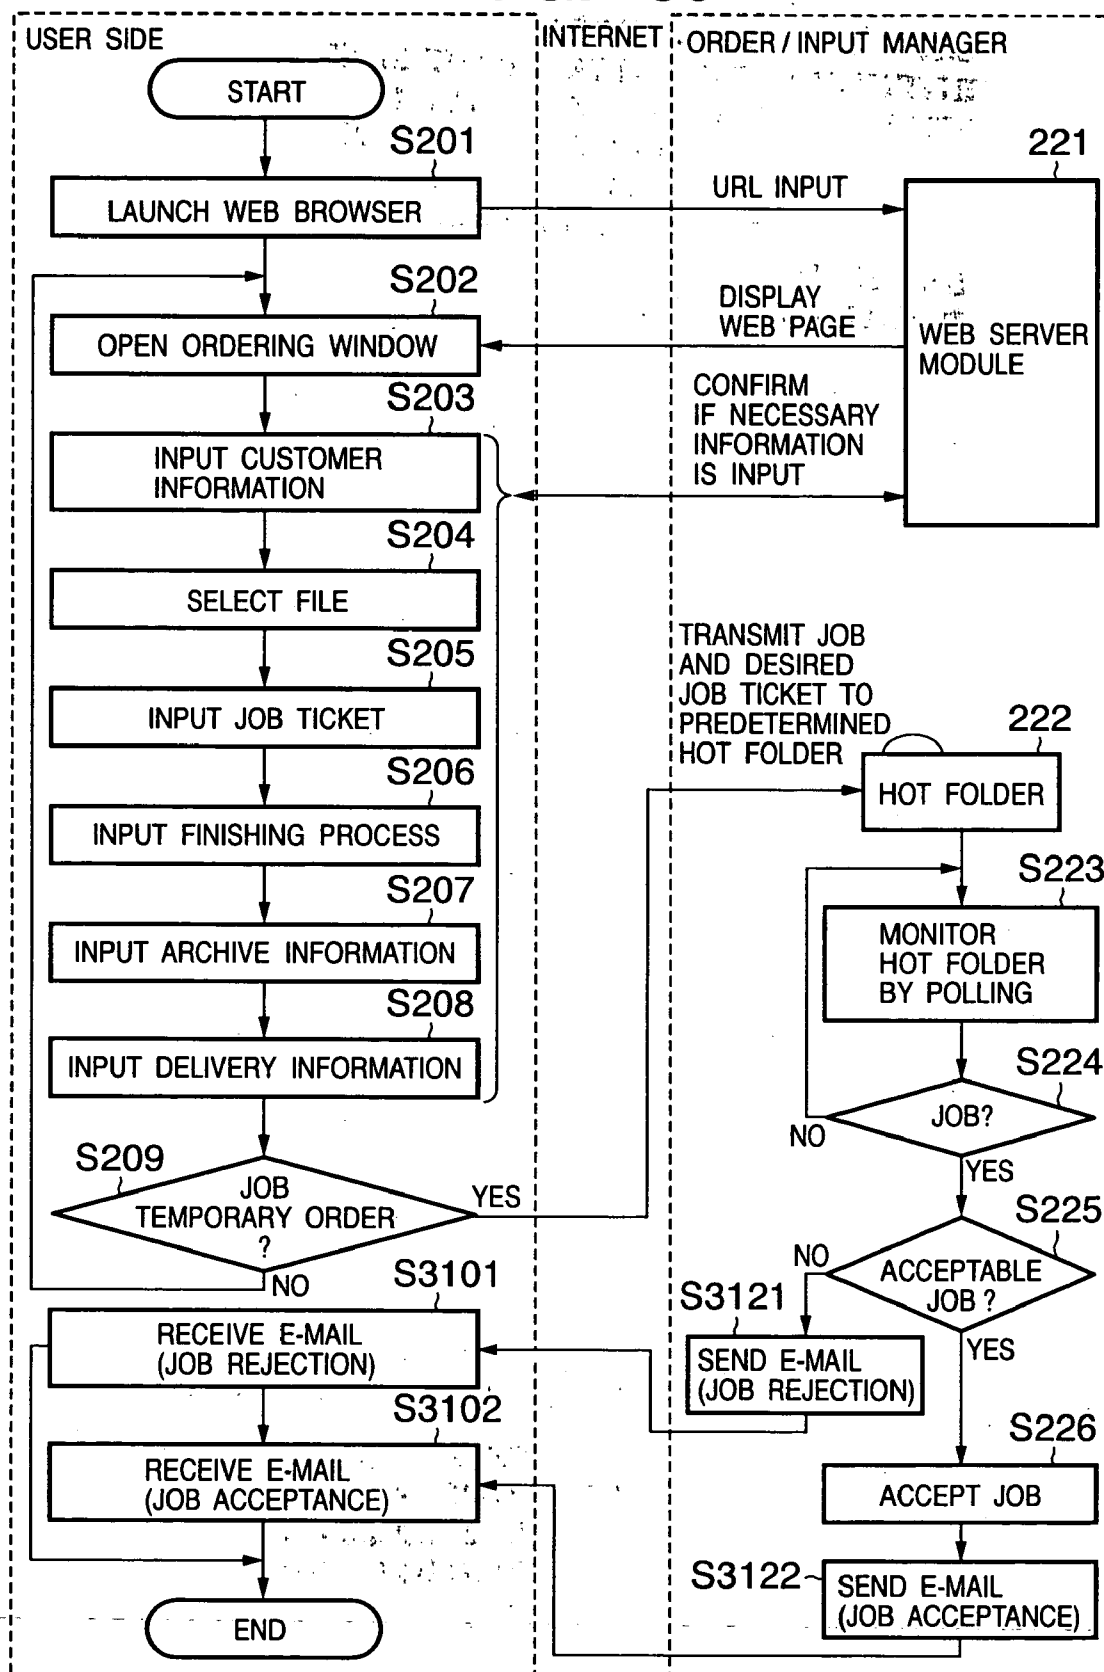 USER SIDE
INTERNET
ORDER / INPUT MANAGER
START
S201
LAUNCH WEB BROWSER
URL INPUT
221
WEB SERVER
MODULE
S202
OPEN ORDERING WINDOW
DISPLAY
WEB PAGE
S203
INPUT CUSTOMER
INFORMATION
CONFIRM
IF NECESSARY
INFORMATION
IS INPUT
S204
SELECT FILE
S205
INPUT JOB TICKET
TRANSMIT JOB
AND DESIRED
JOB TICKET TO
PREDETERMINED
HOT FOLDER
222
HOT FOLDER
S206
INPUT FINISHING PROCESS
S207
INPUT ARCHIVE INFORMATION
S223
MONITOR
HOT FOLDER
BY POLLING
S208
INPUT DELIVERY INFORMATION
S224
JOB?
NO
YES
S209
JOB
TEMPORARY ORDER
?
YES
NO
S225
ACCEPTABLE
JOB ?
NO
YES
S3101
RECEIVE E-MAIL
(JOB REJECTION)
S3121
SEND E-MAIL
(JOB REJECTION)
S3102
RECEIVE E-MAIL
(JOB ACCEPTANCE)
S226
ACCEPT JOB
S3122
SEND E-MAIL
(JOB ACCEPTANCE)
END